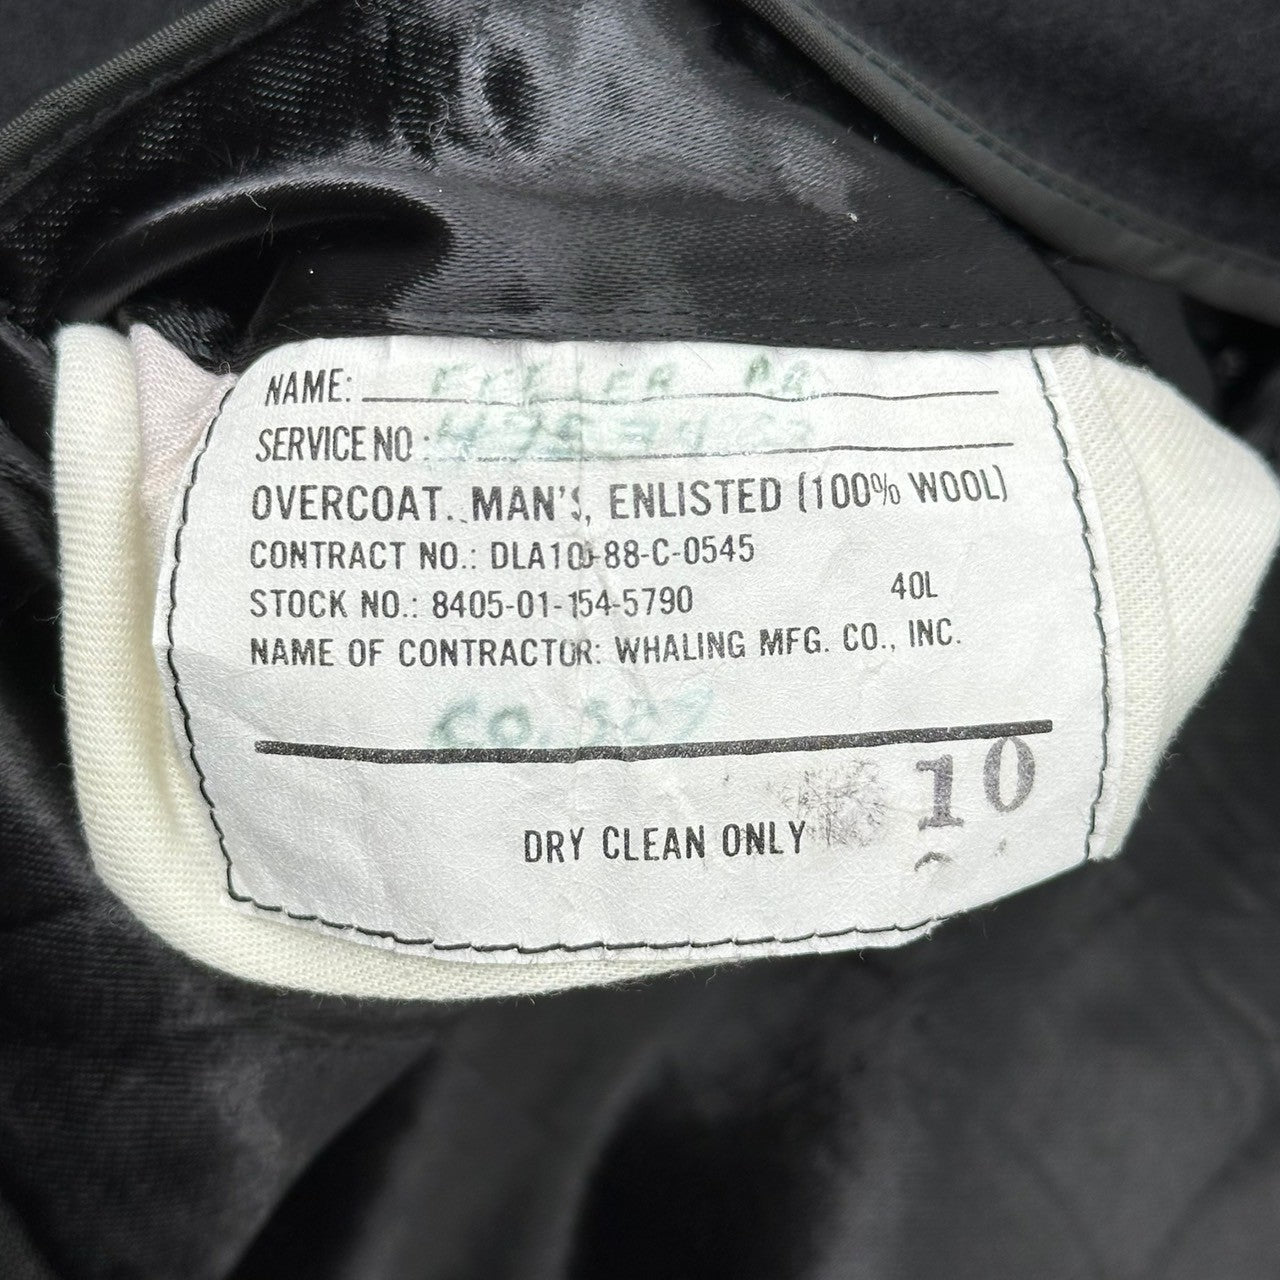 NAME:
SERVICE NO:
OVERCOAT, MAN'S, ENLISTED (100% WOOL)
CONTRACT NO.: DLA100-88-C-0545
STOCK NO.: 8405-01-154-5790 40L
NAME OF CONTRACTOR: WHALING MFG. CO., INC.
CO.
10
DRY CLEAN ONLY